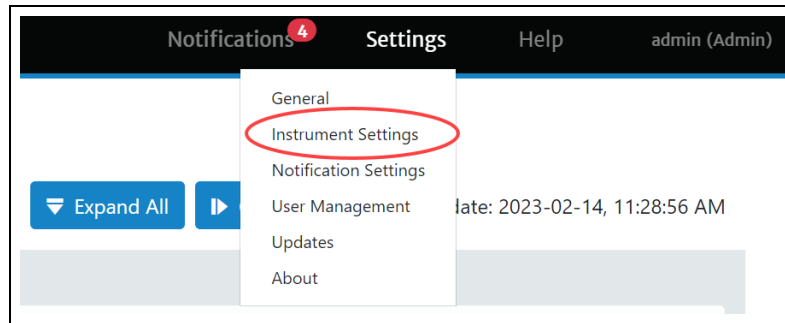 Notifications 4 Settings Help admin (Admin)
General
Instrument Settings
Notification Settings
Expand All User Management date: 2023-02-14, 11:28:56 AM
Updates
About